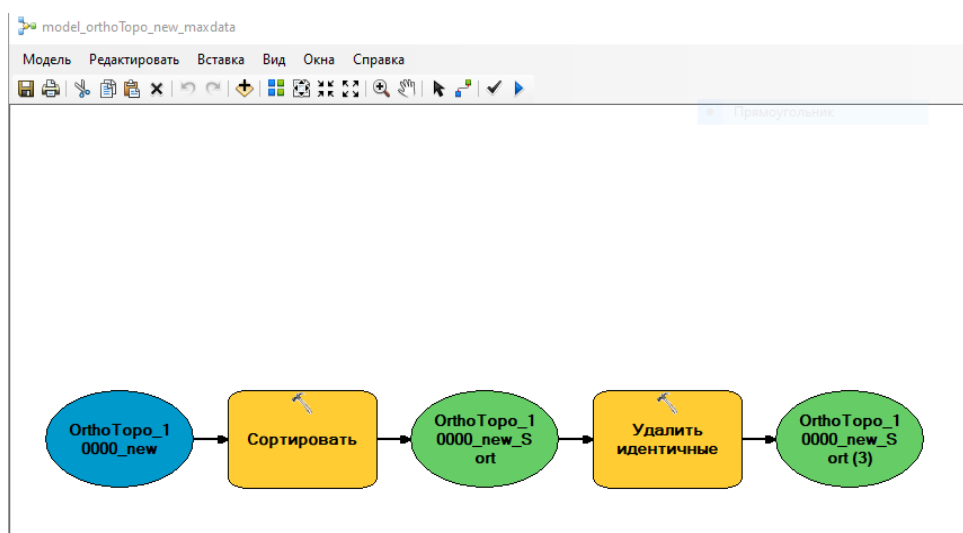 model_orthoTopo_new_maxdata
Модель Редактировать Вставка Вид Окна Справка
Прямоугольник
OrthoTopo_1
0000_new
Сортировать
OrthoTopo_1
0000_new_S
ort
Удалить
идентичные
OrthoTopo_1
0000_new_S
ort (3)